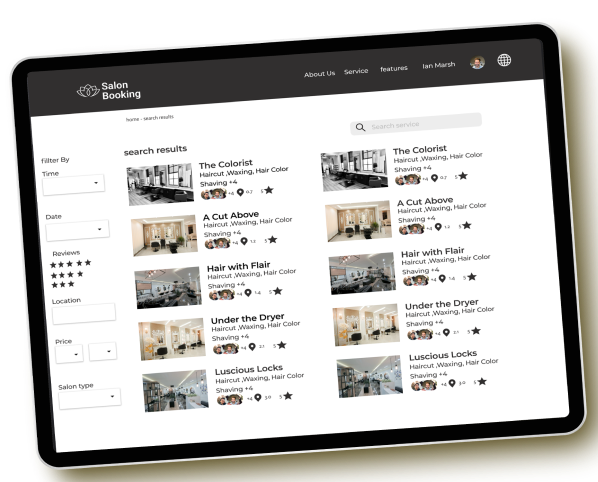 Salon
Booking
About Us
Service
features
Ian Marsh
home - search results
Search service
search results
fiilter By
Time
Date
Reviews
Location
Price
Salon type
The Colorist
Haircut ,Waxing, Hair Color
Shaving +4
+4 0.7 5
A Cut Above
Haircut ,Waxing, Hair Color
Shaving +4
+4 1.2 5
Hair with Flair
Haircut ,Waxing, Hair Color
Shaving +4
+4 1.4 5
Under the Dryer
Haircut ,Waxing, Hair Color
Shaving +4
+4 2.1 5
Luscious Locks
Haircut ,Waxing, Hair Color
Shaving +4
+4 3.0 5
The Colorist
Haircut ,Waxing, Hair Color
Shaving +4
+4 0.7 5
A Cut Above
Haircut ,Waxing, Hair Color
Shaving +4
+4 1.2 5
Hair with Flair
Haircut ,Waxing, Hair Color
Shaving +4
+4 1.4 5
Under the Dryer
Haircut ,Waxing, Hair Color
Shaving +4
+4 2.1 5
Luscious Locks
Haircut ,Waxing, Hair Color
Shaving +4
+4 3.0 5